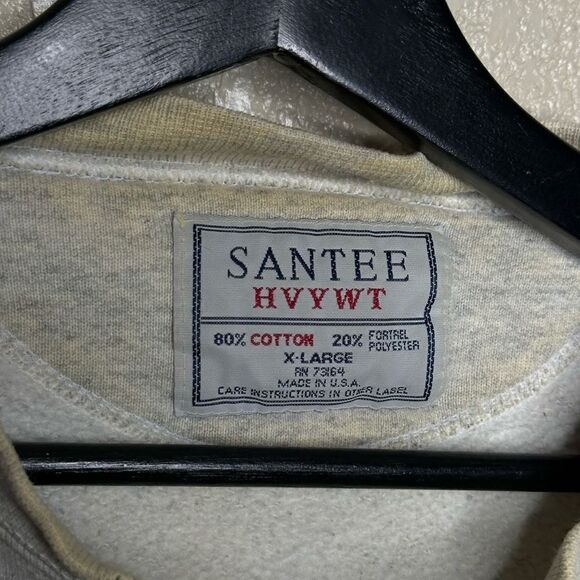 SANTEE
HVYWT
80% COTTON 20% FORTREL POLYESTER
X-LARGE
RN 73164
MADE IN U.S.A.
CARE INSTRUCTIONS IN OTHER LABEL